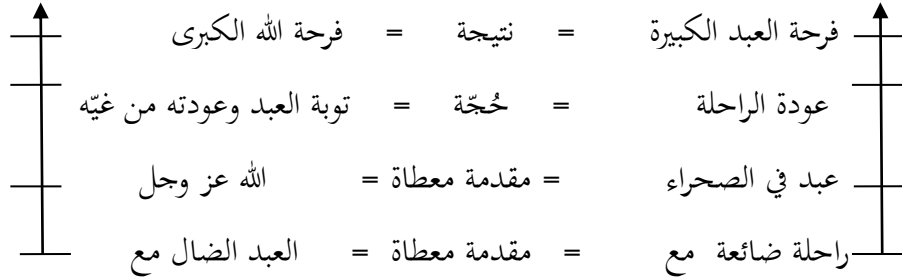 فرحة العبد الكبيرة = نتيجة = فرحة الله الكبرى
عودة الراحلة = حُجّة = توبة العبد وعودته من غيّه
عبد في الصحراء = مقدمة معطاة = الله عز وجل
راحلة ضائعة مع = مقدمة معطاة = العبد الضال مع